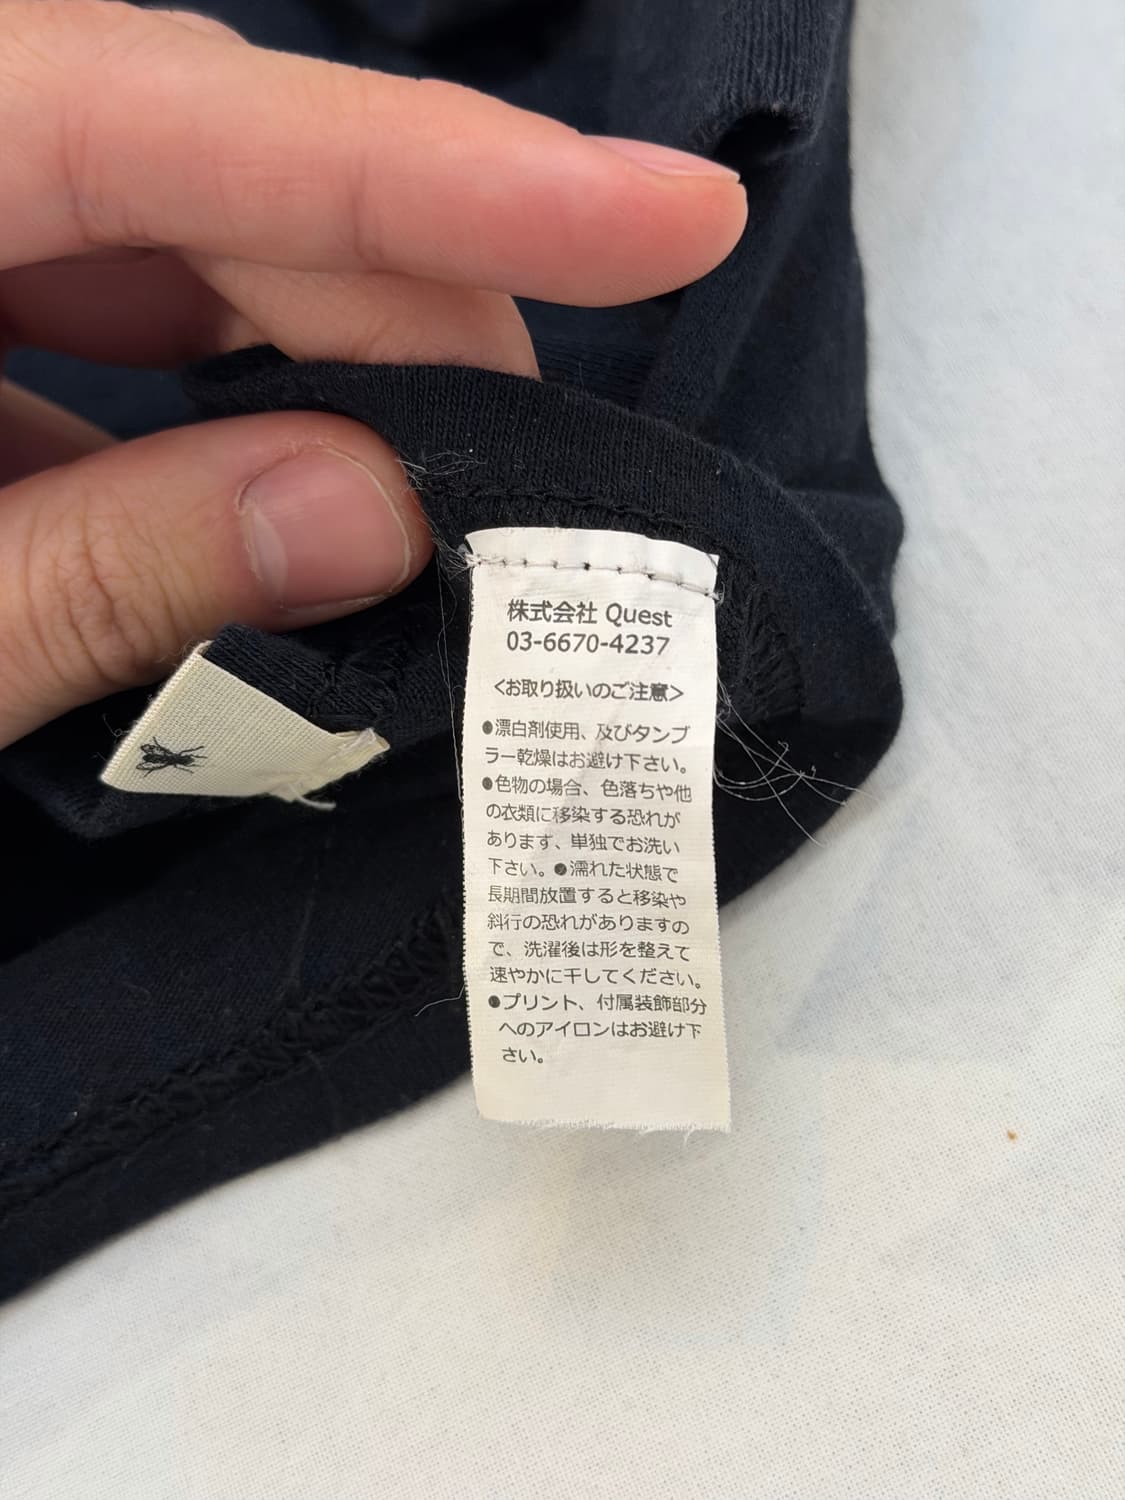 株式会社 Quest
03-6670-4237
<お取り扱いのご注意>
●漂白剤使用、及びタンブ
ラー乾燥はお避け下さい。
●色物の場合、色落ちや他
の衣類に移染する恐れが
あります、単独でお洗い
下さい。●濡れた状態で
長期間放置すると移染や
斜行の恐れがありますの
で、洗濯後は形を整えて
速やかに干してください。
●プリント、付属装飾部分
へのアイロンはお避け下
さい。